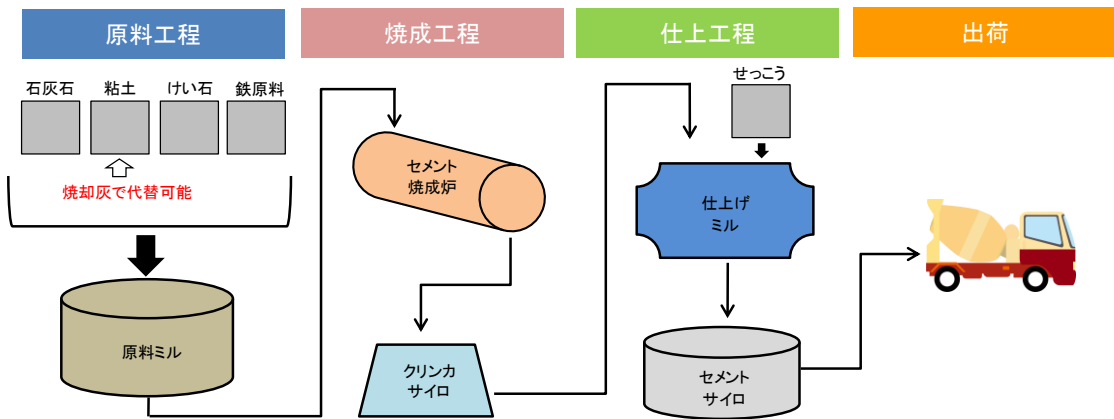 原料工程
焼成工程
仕上工程
出荷
石灰石
粘土
けい石
鉄原料
焼却灰で代替可能
原料ミル
セメント
焼成炉
クリンカ
サイロ
せっこう
仕上げ
ミル
セメント
サイロ